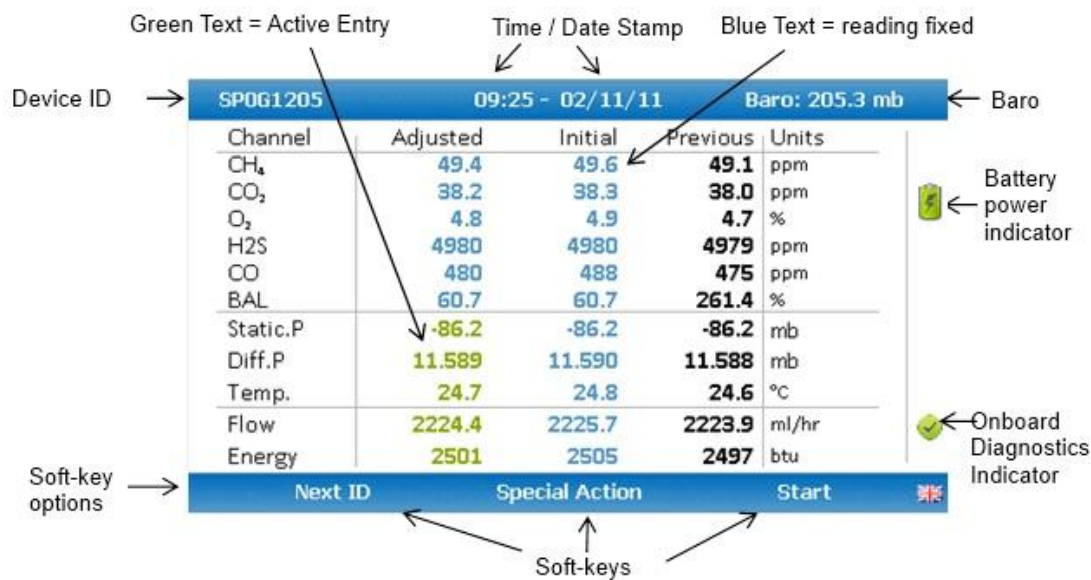 Green Text = Active Entry
Time / Date Stamp
Blue Text = reading fixed
Device ID
SP0G1205 09:25 - 02/11/11 Baro: 205.3 mb
Baro
Channel Adjusted Initial Previous Units
CH₄ 49.4 49.6 49.1 ppm
CO₂ 38.2 38.3 38.0 ppm
O₂ 4.8 4.9 4.7 %
H2S 4980 4980 4979 ppm
CO 480 488 475 ppm
BAL 60.7 60.7 261.4 %
Static.P -86.2 -86.2 -86.2 mb
Diff.P 11.589 11.590 11.588 mb
Temp. 24.7 24.8 24.6 °C
Flow 2224.4 2225.7 2223.9 ml/hr
Energy 2501 2505 2497 btu
Battery
power
indicator
Onboard
Diagnostics
Indicator
Soft-key
options
Next ID Special Action Start
Soft-keys